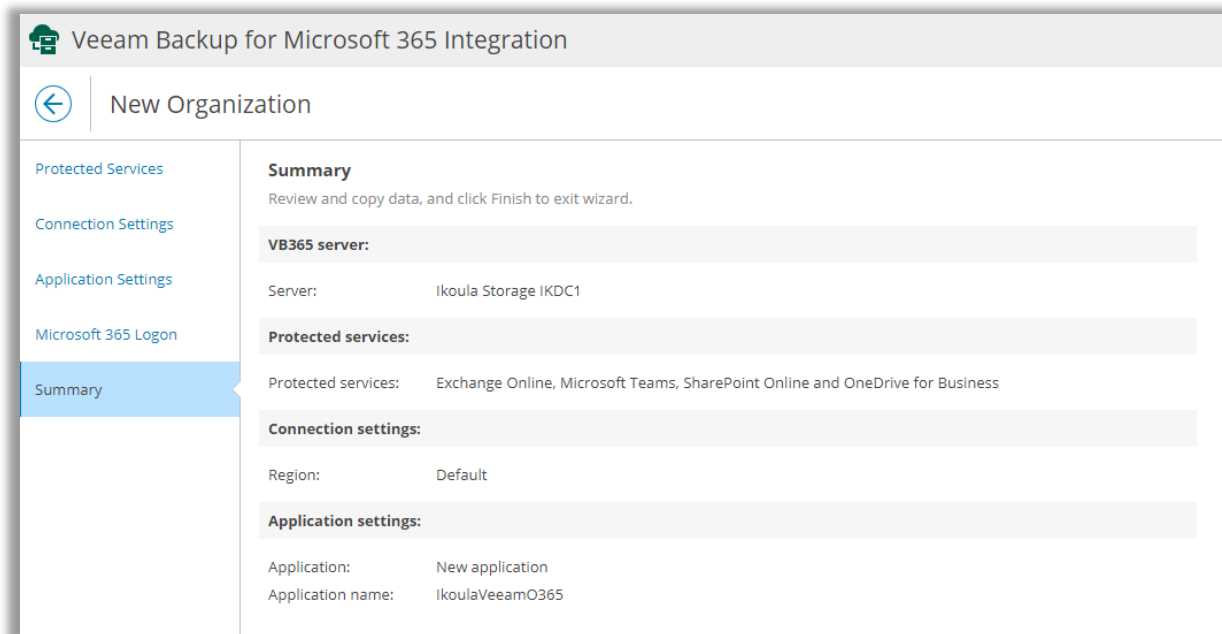 Veeam Backup for Microsoft 365 Integration
New Organization
Protected Services
Connection Settings
Application Settings
Microsoft 365 Logon
Summary
Summary
Review and copy data, and click Finish to exit wizard.
VB365 server:
Server: Ikoula Storage IKDC1
Protected services:
Protected services: Exchange Online, Microsoft Teams, SharePoint Online and OneDrive for Business
Connection settings:
Region: Default
Application settings:
Application: New application
Application name: IkoulaVeeamO365